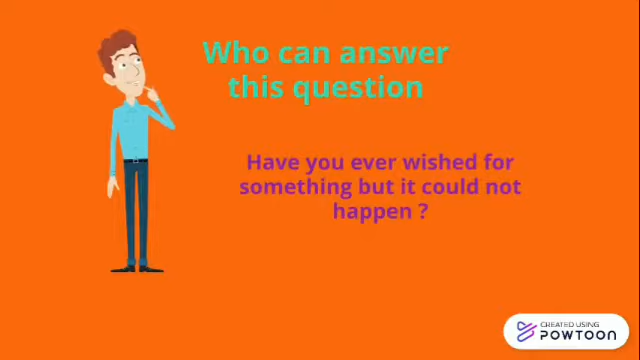 Who can answer
this question
Have you ever wished for
something but it could not
happen ?
CREATED USING
POWTOON